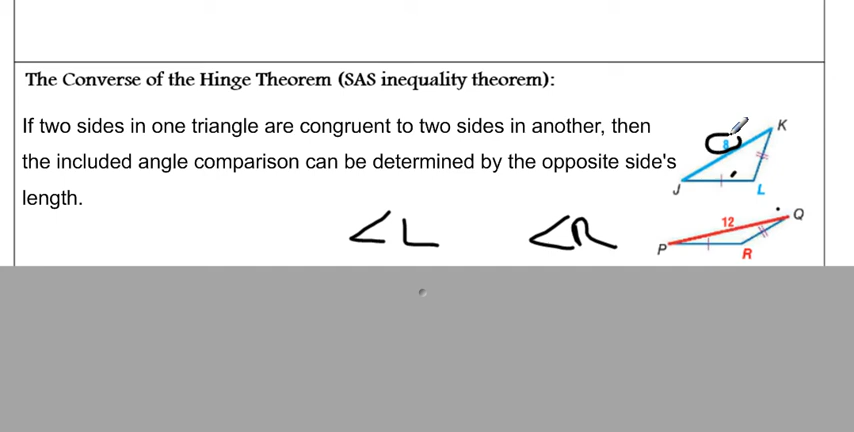 The Converse of the Hinge Theorem (SAS inequality theorem):
If two sides in one triangle are congruent to two sides in another, then
the included angle comparison can be determined by the opposite side's
length.
K
8
J
L
∠L
∠R
12
Q
P
R